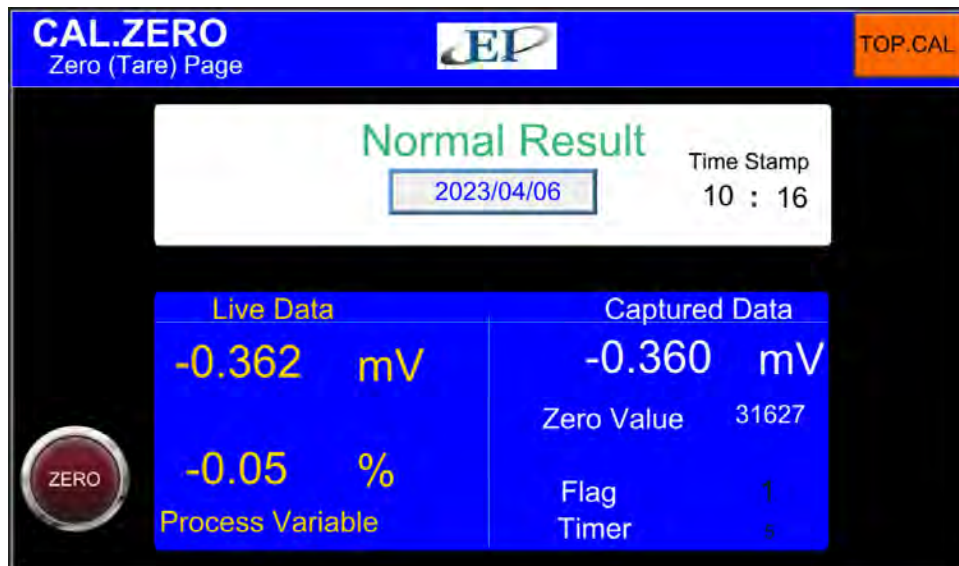 CAL.ZERO
Zero (Tare) Page
EP
TOP.CAL
Normal Result
2023/04/06
Time Stamp
10 : 16
Live Data
-0.362 mV
-0.05 %
Process Variable
Captured Data
-0.360 mV
Zero Value 31627
Flag 1
Timer
ZERO